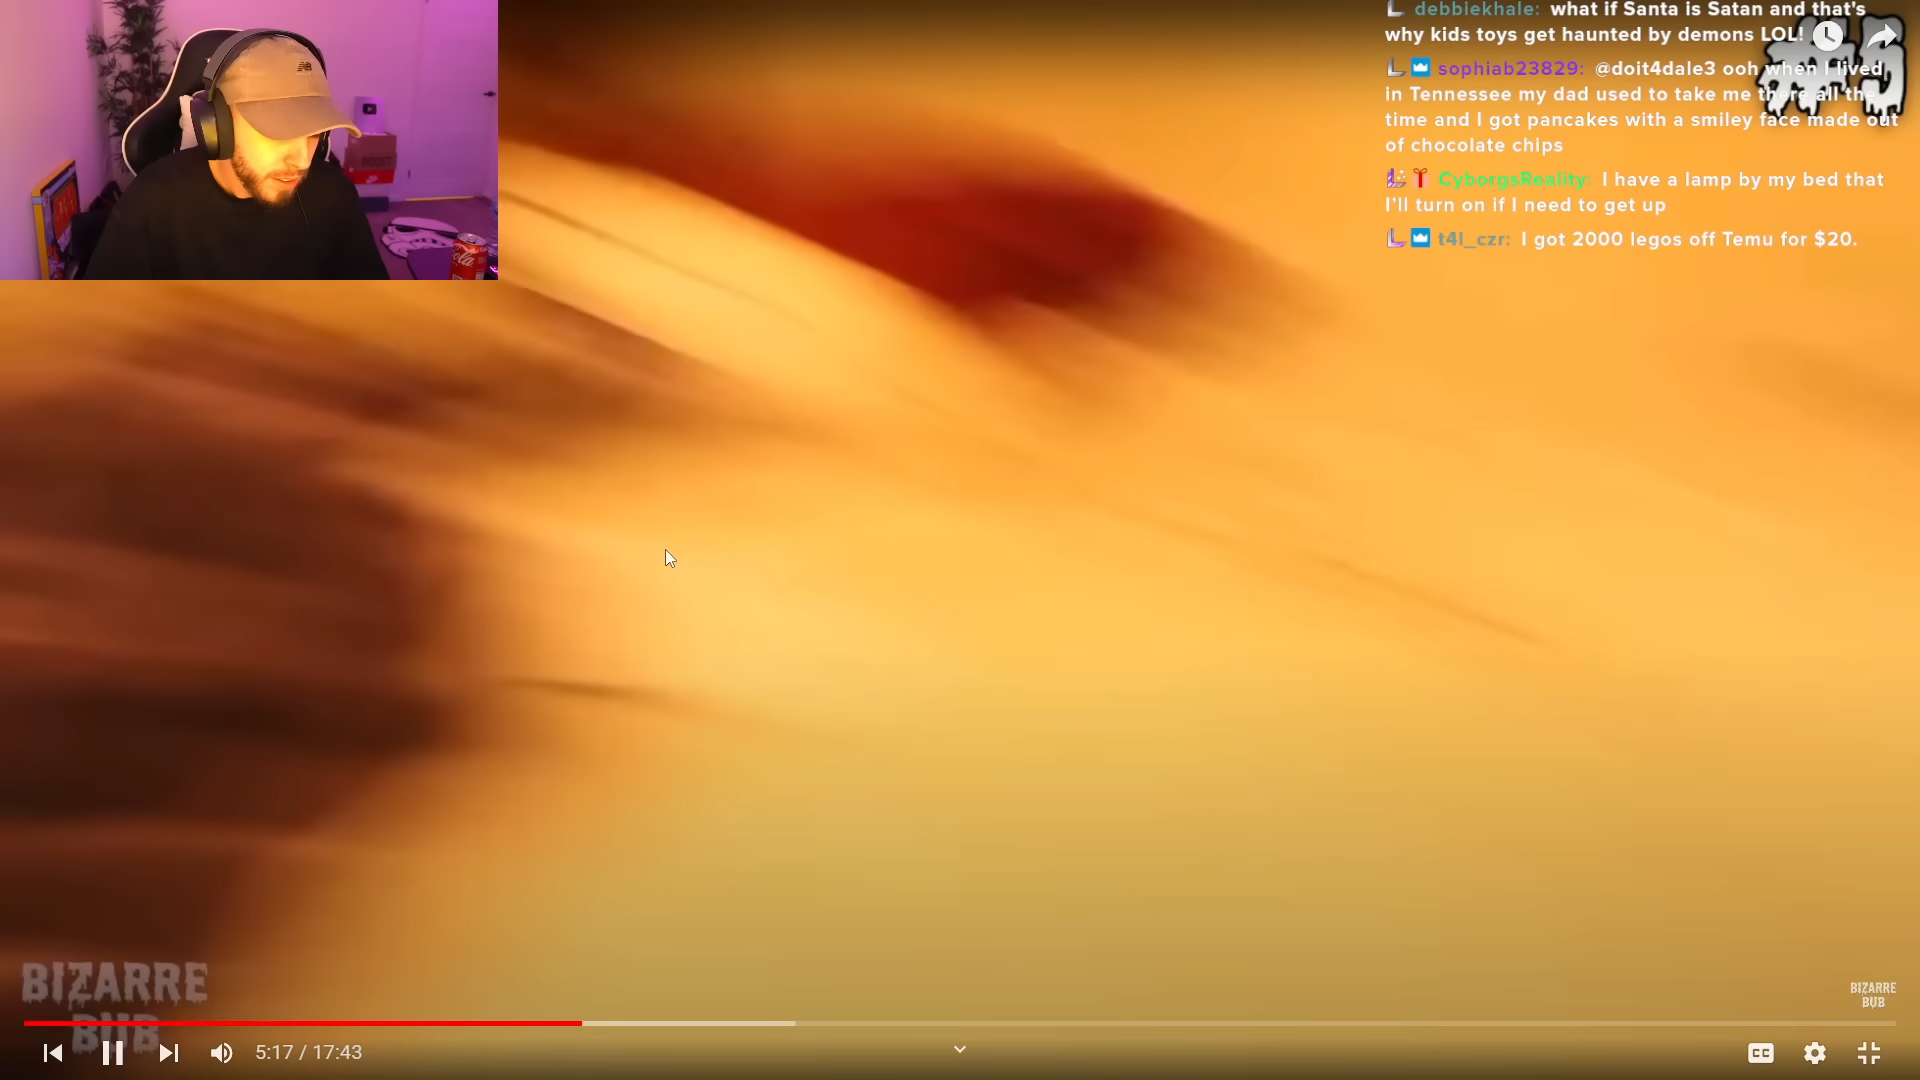 debbiekhale: what if Santa is Satan and that's
why kids toys get haunted by demons LOL!
sophiab23829: @doit4dale3 ooh when I lived
in Tennessee my dad used to take me there all the
time and I got pancakes with a smiley face made out
of chocolate chips
CyborgsReality: I have a lamp by my bed that
I'll turn on if I need to get up
t4l_czr: I got 2000 legos off Temu for $20.
Cola
BIZARRE
BUB
BIZARRE
BUB
5:17 / 17:43
CC